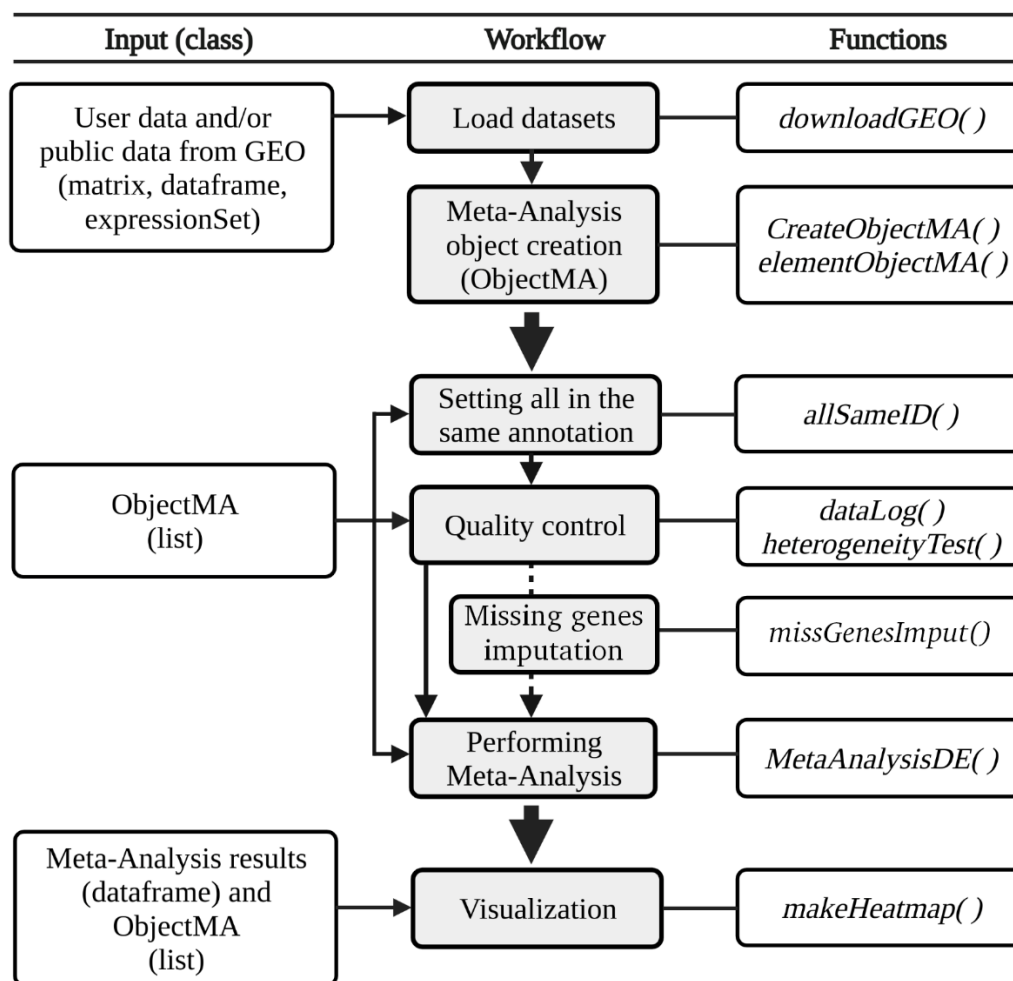 Input (class)
Workflow
Functions
User data and/or
public data from GEO
(matrix, dataframe,
expressionSet)
Load datasets
downloadGEO( )
Meta-Analysis
object creation
(ObjectMA)
CreateObjectMA( )
elementObjectMA( )
Setting all in the
same annotation
allSameID( )
ObjectMA
(list)
Quality control
dataLog( )
heterogeneityTest( )
Missing genes
imputation
missGenesImput()
Performing
Meta-Analysis
MetaAnalysisDE( )
Meta-Analysis results
(dataframe) and
ObjectMA
(list)
Visualization
makeHeatmap( )